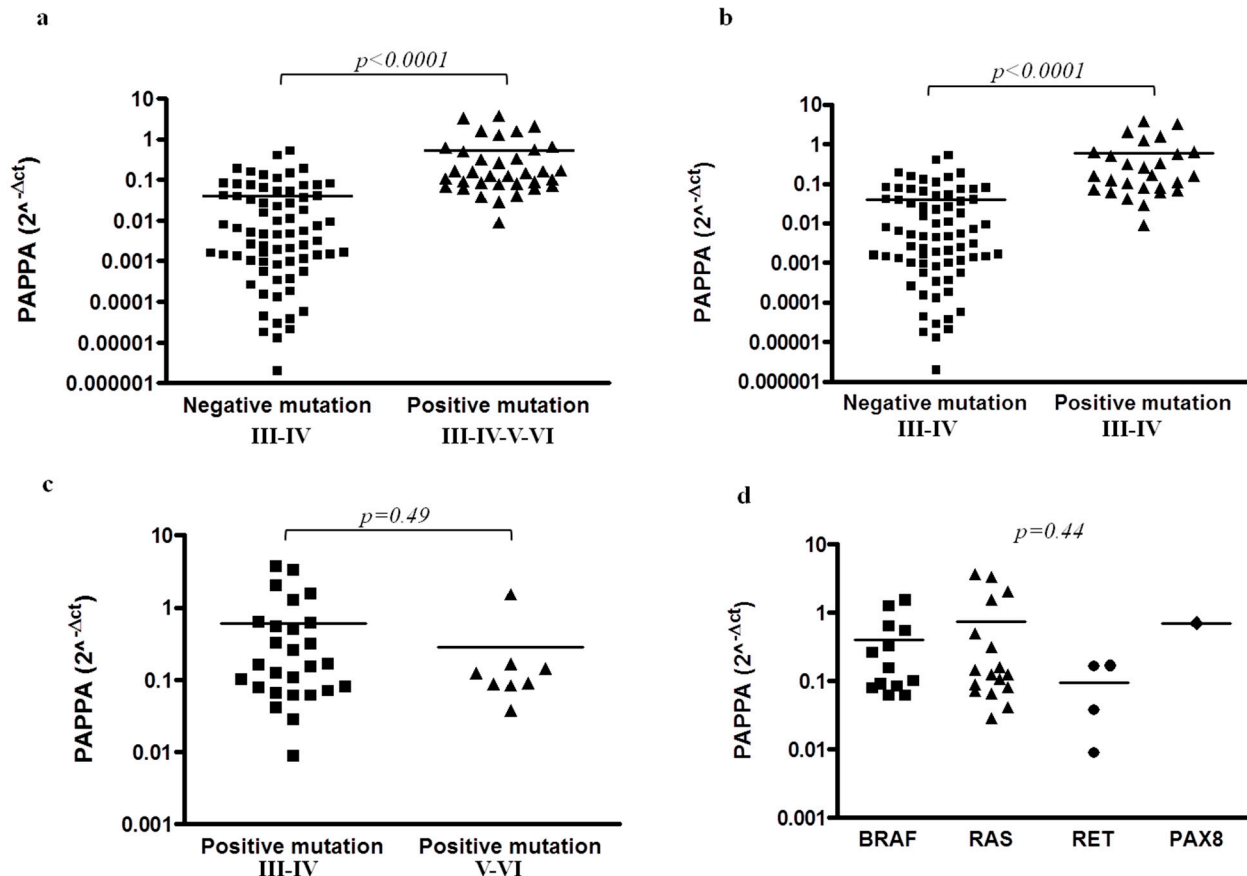 a
p<0.0001
PAPPA (2^-Δct)
10
1
0.1
0.01
0.001
0.0001
0.00001
0.000001
Negative mutation Positive mutation
III-IV III-IV-V-VI
b
p<0.0001
PAPPA (2^-Δct)
10
1
0.1
0.01
0.001
0.0001
0.00001
0.000001
Negative mutation Positive mutation
III-IV III-IV
c
p=0.49
PAPPA (2^-Δct)
10
1
0.1
0.01
0.001
Positive mutation Positive mutation
III-IV V-VI
d
p=0.44
PAPPA (2^-Δct)
10
1
0.1
0.01
0.001
BRAF RAS RET PAX8